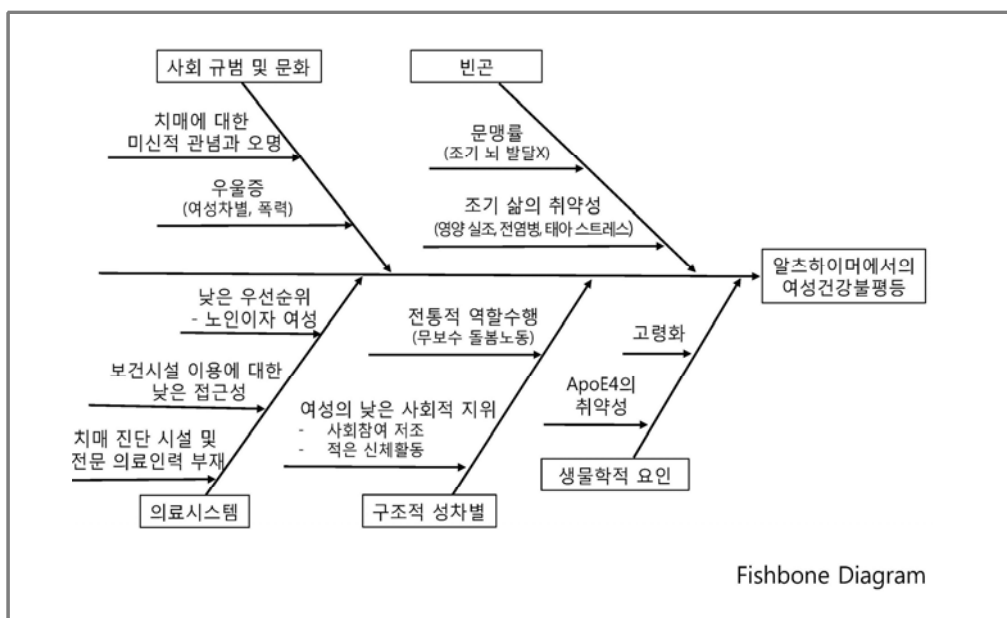 사회 규범 및 문화
치매에 대한
미신적 관념과 오명
우울증
(여성차별, 폭력)
빈곤
문맹률
(조기 뇌 발달X)
조기 삶의 취약성
(영양 실조, 전염병, 태아 스트레스)
알츠하이머에서의
여성건강불평등
낮은 우선순위
- 노인이자 여성
보건시설 이용에 대한
낮은 접근성
치매 진단 시설 및
전문 의료인력 부재
의료시스템
전통적 역할수행
(무보수 돌봄노동)
여성의 낮은 사회적 지위
- 사회참여 저조
- 적은 신체활동
구조적 성차별
고령화
ApoE4의
취약성
생물학적 요인
Fishbone Diagram